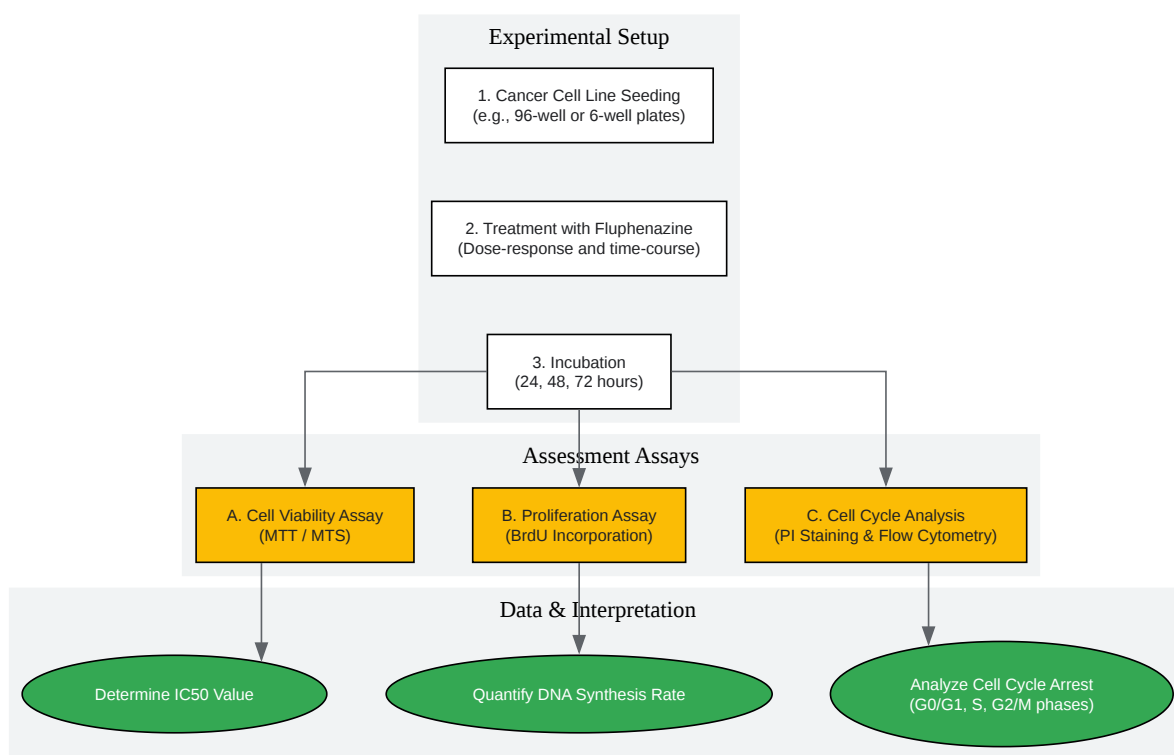 Experimental Setup
1. Cancer Cell Line Seeding
(e.g., 96-well or 6-well plates)
2. Treatment with Fluphenazine
(Dose-response and time-course)
3. Incubation
(24, 48, 72 hours)
Assessment Assays
A. Cell Viability Assay
(MTT / MTS)
B. Proliferation Assay
(BrdU Incorporation)
C. Cell Cycle Analysis
(PI Staining & Flow Cytometry)
Data & Interpretation
Determine IC50 Value
Quantify DNA Synthesis Rate
Analyze Cell Cycle Arrest
(G0/G1, S, G2/M phases)